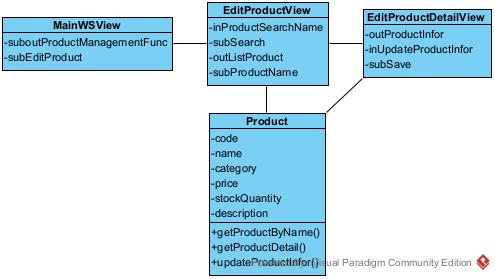 MainWSView
-suboutProductManagementFunc
-subEditProduct
EditProductView
-inProductSearchName
-subSearch
-outListProduct
-subProductName
EditProductDetailView
-outProductInfor
-inUpdateProductInfor
-subSave
Product
-code
-name
-category
-price
-stockQuantity
-description
+getProductByName()
+getProductDetail()
+updateProductInfor()
Visual Paradigm Community Edition